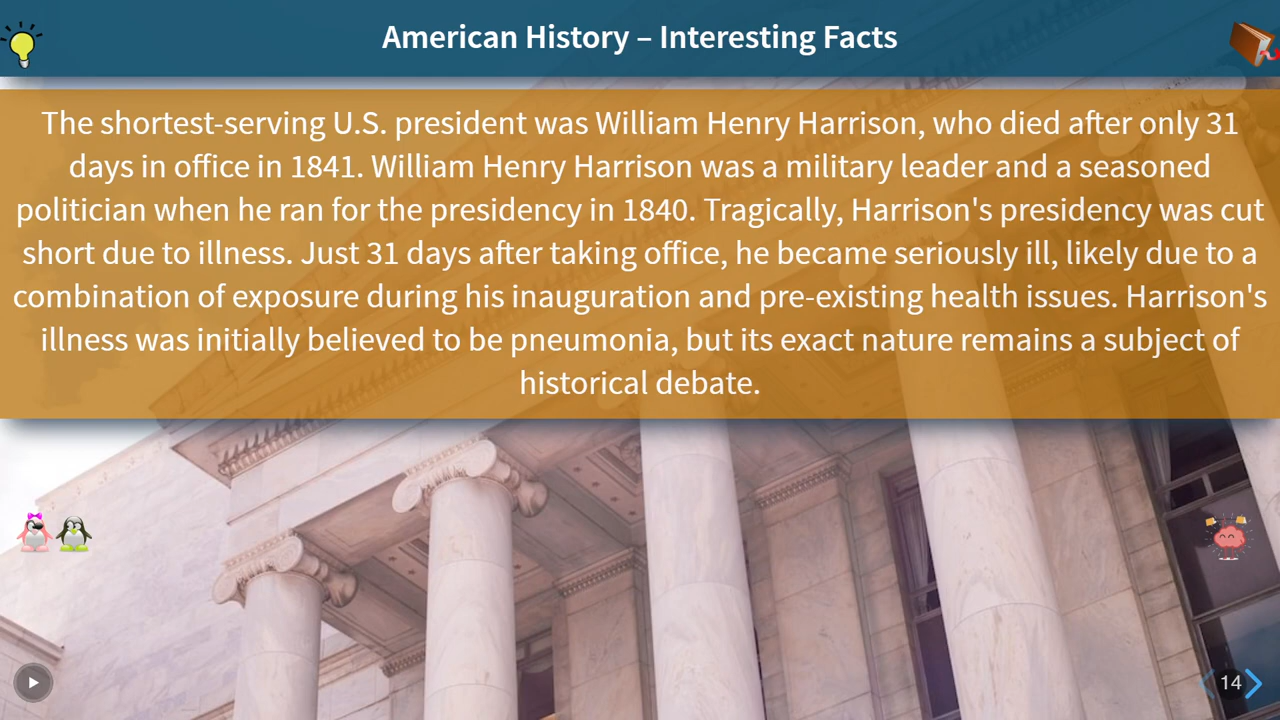 American History – Interesting Facts
The shortest-serving U.S. president was William Henry Harrison, who died after only 31
days in office in 1841. William Henry Harrison was a military leader and a seasoned
politician when he ran for the presidency in 1840. Tragically, Harrison's presidency was cut
short due to illness. Just 31 days after taking office, he became seriously ill, likely due to a
combination of exposure during his inauguration and pre-existing health issues. Harrison's
illness was initially believed to be pneumonia, but its exact nature remains a subject of
historical debate.
14